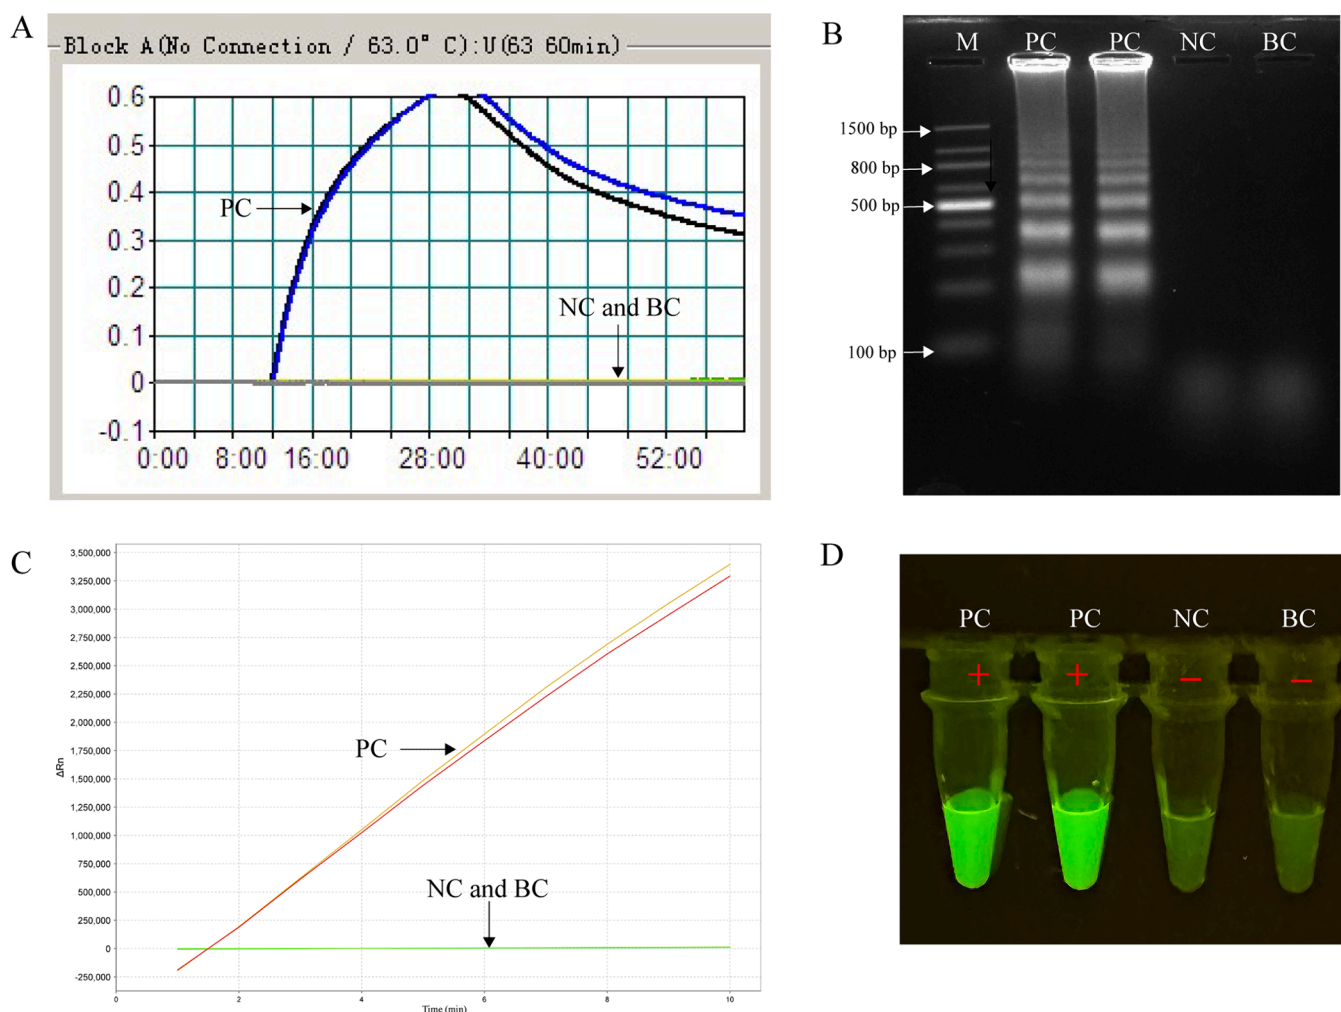 A
Block A(No Connection / 63.0° C):U(63 60min)
0.6
0.5
0.4
0.3
0.2
0.1
0
-0.1
PC
NC and BC
0:00 8:00 16:00 28:00 40:00 52:00
B
M PC PC NC BC
1500 bp
800 bp
500 bp
100 bp
C
3,500,000
3,250,000
3,000,000
2,750,000
2,500,000
2,250,000
2,000,000
1,750,000
1,500,000
1,250,000
1,000,000
750,000
500,000
250,000
0
-250,000
ΔRn
PC
NC and BC
0 2 4 6 8 10
Time (min)
D
PC PC NC BC
+ + − −